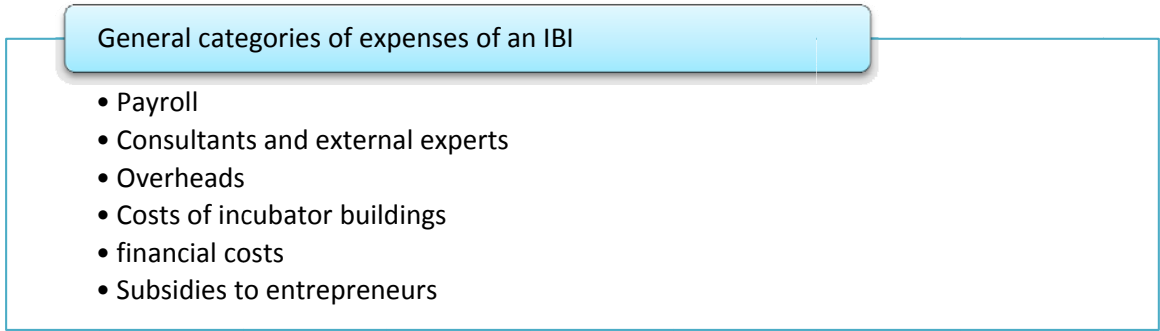 General categories of expenses of an IBI
• Payroll
• Consultants and external experts
• Overheads
• Costs of incubator buildings
• financial costs
• Subsidies to entrepreneurs